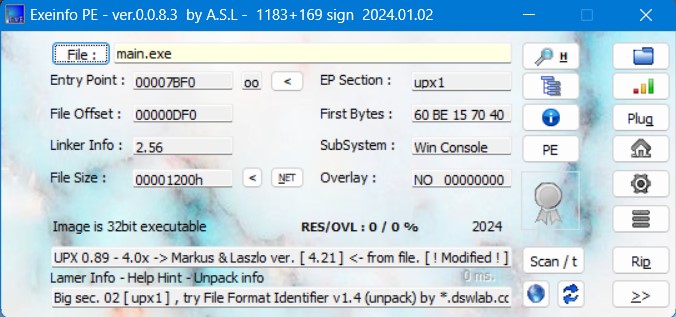 Exeinfo PE - ver.0.0.8.3 by A.S.L - 1183+169 sign 2024.01.02
File : main.exe H
Entry Point : 00007BF0 oo < EP Section : upx1
File Offset : 00000DF0 First Bytes : 60 BE 15 70 40 Plug
Linker Info : 2.56 SubSystem : Win Console PE
File Size : 00001200h < NET Overlay : NO 00000000
Image is 32bit executable RES/OVL : 0 / 0 % 2024
UPX 0.89 - 4.0x -> Markus & Laszlo ver. [ 4.21 ] <- from file. [ ! Modified ! ] Scan / t Rip
Lamer Info - Help Hint - Unpack info 0 ms.
Big sec. 02 [ upx1 ] , try File Format Identifier v1.4 (unpack) by *.dswlab.cc >>